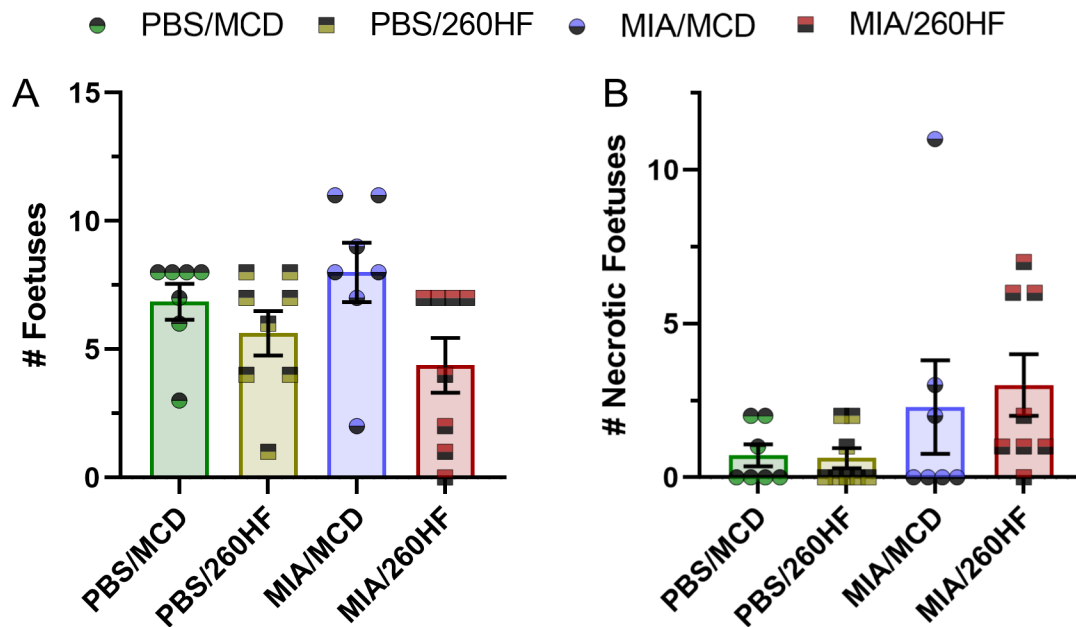 PBS/MCD PBS/260HF MIA/MCD MIA/260HF
A
# Foetuses
15
10
5
0
PBS/MCD
PBS/260HF
MIA/MCD
MIA/260HF
B
# Necrotic Foetuses
10
5
0
PBS/MCD
PBS/260HF
MIA/MCD
MIA/260HF